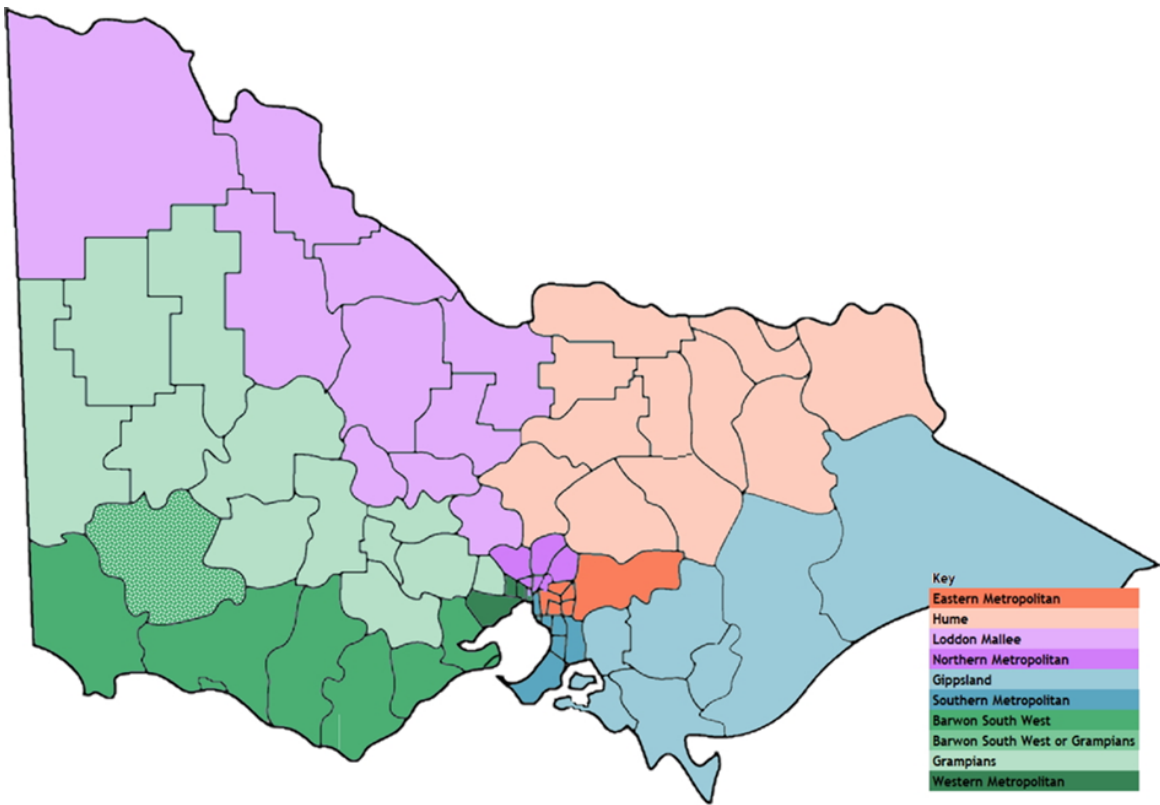 Key
Eastern Metropolitan
Hume
Loddon Mallee
Northern Metropolitan
Gippsland
Southern Metropolitan
Barwon South West
Barwon South West or Grampians
Grampians
Western Metropolitan